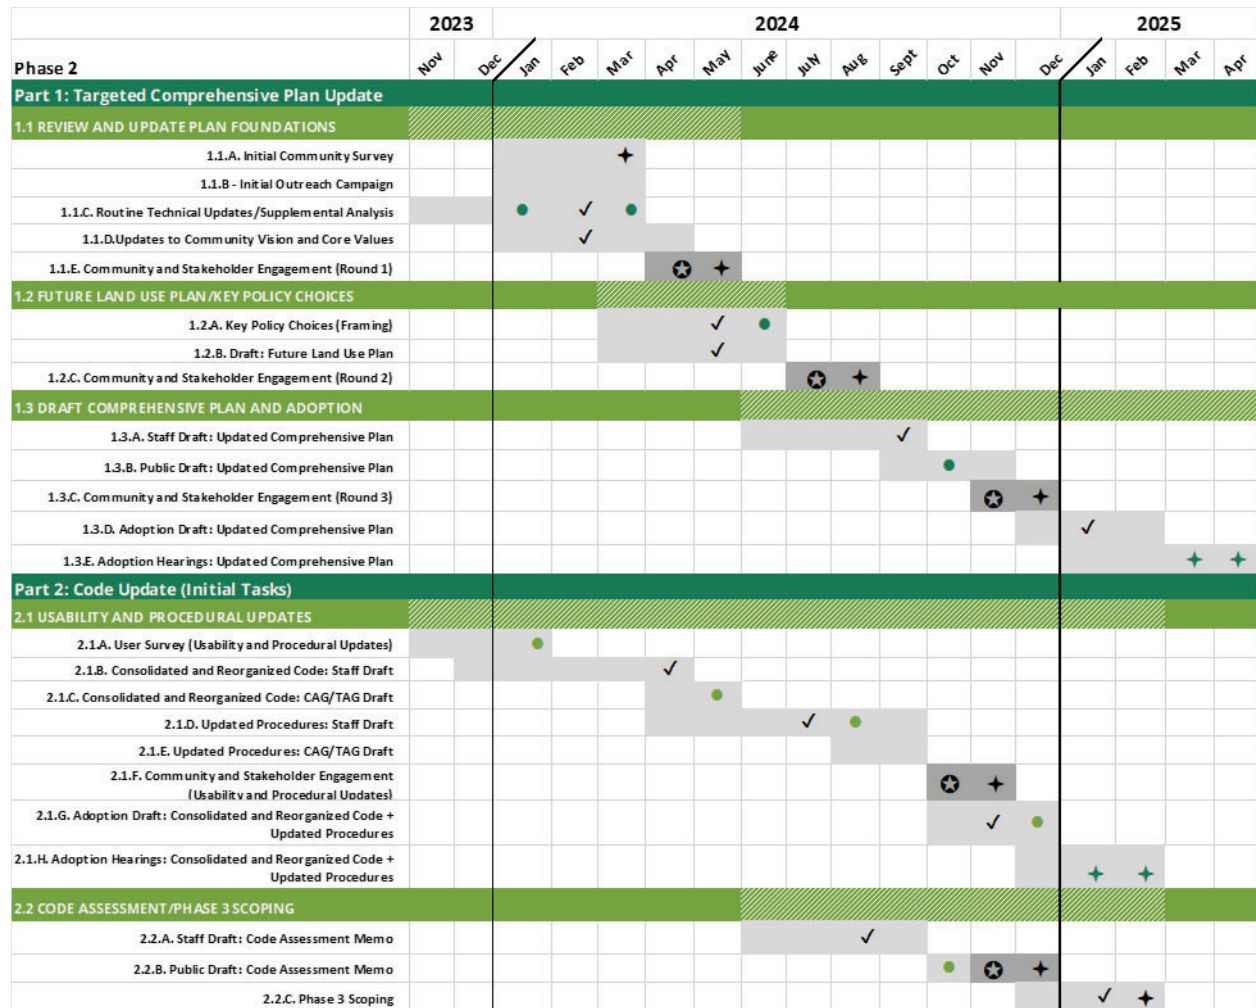 2023 2024 2025
Phase 2 Nov Dec Jan Feb Mar Apr May June JulY Aug Sept Oct Nov Dec Jan Feb Mar Apr
Part 1: Targeted Comprehensive Plan Update
1.1 REVIEW AND UPDATE PLAN FOUNDATIONS
1.1.A. Initial Community Survey
1.1.B - Initial Outreach Campaign
1.1.C. Routine Technical Updates/Supplemental Analysis
1.1.D.Updates to Community Vision and Core Values
1.1.E. Community and Stakeholder Engagement (Round 1)
1.2 FUTURE LAND USE PLAN/KEY POLICY CHOICES
1.2.A. Key Policy Choices (Framing)
1.2.B. Draft: Future Land Use Plan
1.2.C. Community and Stakeholder Engagement (Round 2)
1.3 DRAFT COMPREHENSIVE PLAN AND ADOPTION
1.3.A. Staff Draft: Updated Comprehensive Plan
1.3.B. Public Draft: Updated Comprehensive Plan
1.3.C. Community and Stakeholder Engagement (Round 3)
1.3.D. Adoption Draft: Updated Comprehensive Plan
1.3.E. Adoption Hearings: Updated Comprehensive Plan
Part 2: Code Update (Initial Tasks)
2.1 USABILITY AND PROCEDURAL UPDATES
2.1.A. User Survey (Usability and Procedural Updates)
2.1.B. Consolidated and Reorganized Code: Staff Draft
2.1.C. Consolidated and Reorganized Code: CAG/TAG Draft
2.1.D. Updated Procedures: Staff Draft
2.1.E. Updated Procedures: CAG/TAG Draft
2.1.F. Community and Stakeholder Engagement
(Usability and Procedural Updates)
2.1.G. Adoption Draft: Consolidated and Reorganized Code +
Updated Procedures
2.1.H. Adoption Hearings: Consolidated and Reorganized Code +
Updated Procedures
2.2 CODE ASSESSMENT/PHASE 3 SCOPING
2.2.A. Staff Draft: Code Assessment Memo
2.2.B. Public Draft: Code Assessment Memo
2.2.C. Phase 3 Scoping